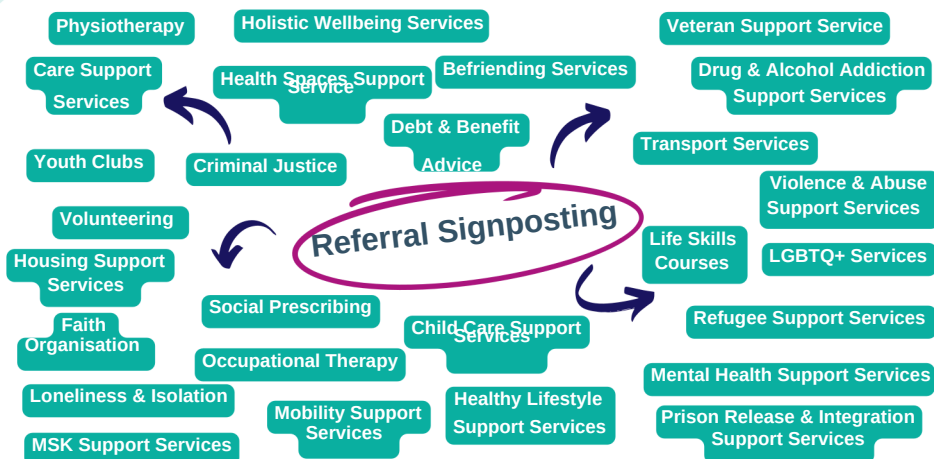 Physiotherapy
Holistic Wellbeing Services
Veteran Support Service
Care Support
Services
Health Spaces Support
Service
Befriending Services
Drug & Alcohol Addiction
Support Services
Debt & Benefit
Advice
Transport Services
Youth Clubs
Criminal Justice
Violence & Abuse
Support Services
Volunteering
Referral Signposting
Life Skills
Courses
LGBTQ+ Services
Housing Support
Services
Social Prescribing
Refugee Support Services
Faith
Organisation
Child Care Support
Services
Occupational Therapy
Mental Health Support Services
Loneliness & Isolation
Mobility Support
Services
Healthy Lifestyle
Support Services
Prison Release & Integration
Support Services
MSK Support Services